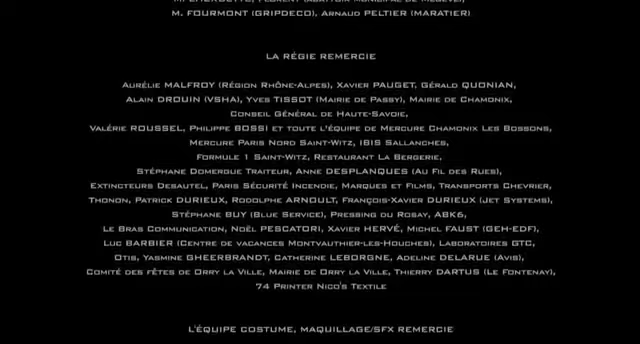 M. FOURMONT (GRIPDECO), Arnaud PELTIER (MARATIER)
LA RÉGIE REMERCIE
Aurélie MALFROY (Région Rhône-Alpes), Xavier PAUGET, Gérald QUONIAN,
Alain DROUIN (VSHA), Yves TISSOT (Mairie de Passy), Mairie de Chamonix,
Conseil Général de Haute-Savoie,
Valérie ROUSSEL, Philippe BOSSI et toute l'équipe de Mercure Chamonix Les Bossons,
Mercure Paris Nord Saint-Witz, IBIS Sallanches,
Formule 1 Saint-Witz, Restaurant La Bergerie,
Stéphane Domergue Traiteur, Anne DESPLANQUES (Au Fil des Rues),
Extincteurs Desautel, Paris Sécurité Incendie, Marques et Films, Transports Chevrier,
Thonon, Patrick DURIEUX, Rodolphe ARNOULT, François-Xavier DURIEUX (Jet Systems),
Stéphane BUY (Blue Service), Pressing du Rosay, ABK6,
Le Bras Communication, Noël PESCATORI, Xavier HERVÉ, Michel FAUST (GEH-EDF),
Luc BARBIER (Centre de vacances Montvauthier-les-Houches), Laboratoires GTC,
Otis, Yasmine GHEERBRANDT, Catherine LEBORGNE, Adeline DELARUE (Avis),
Comité des fêtes de Orry la Ville, Mairie de Orry la Ville, Thierry DARTUS (Le Fontenay),
74 Printer Nico's Textile
L'ÉQUIPE COSTUME, MAQUILLAGE/SFX REMERCIE